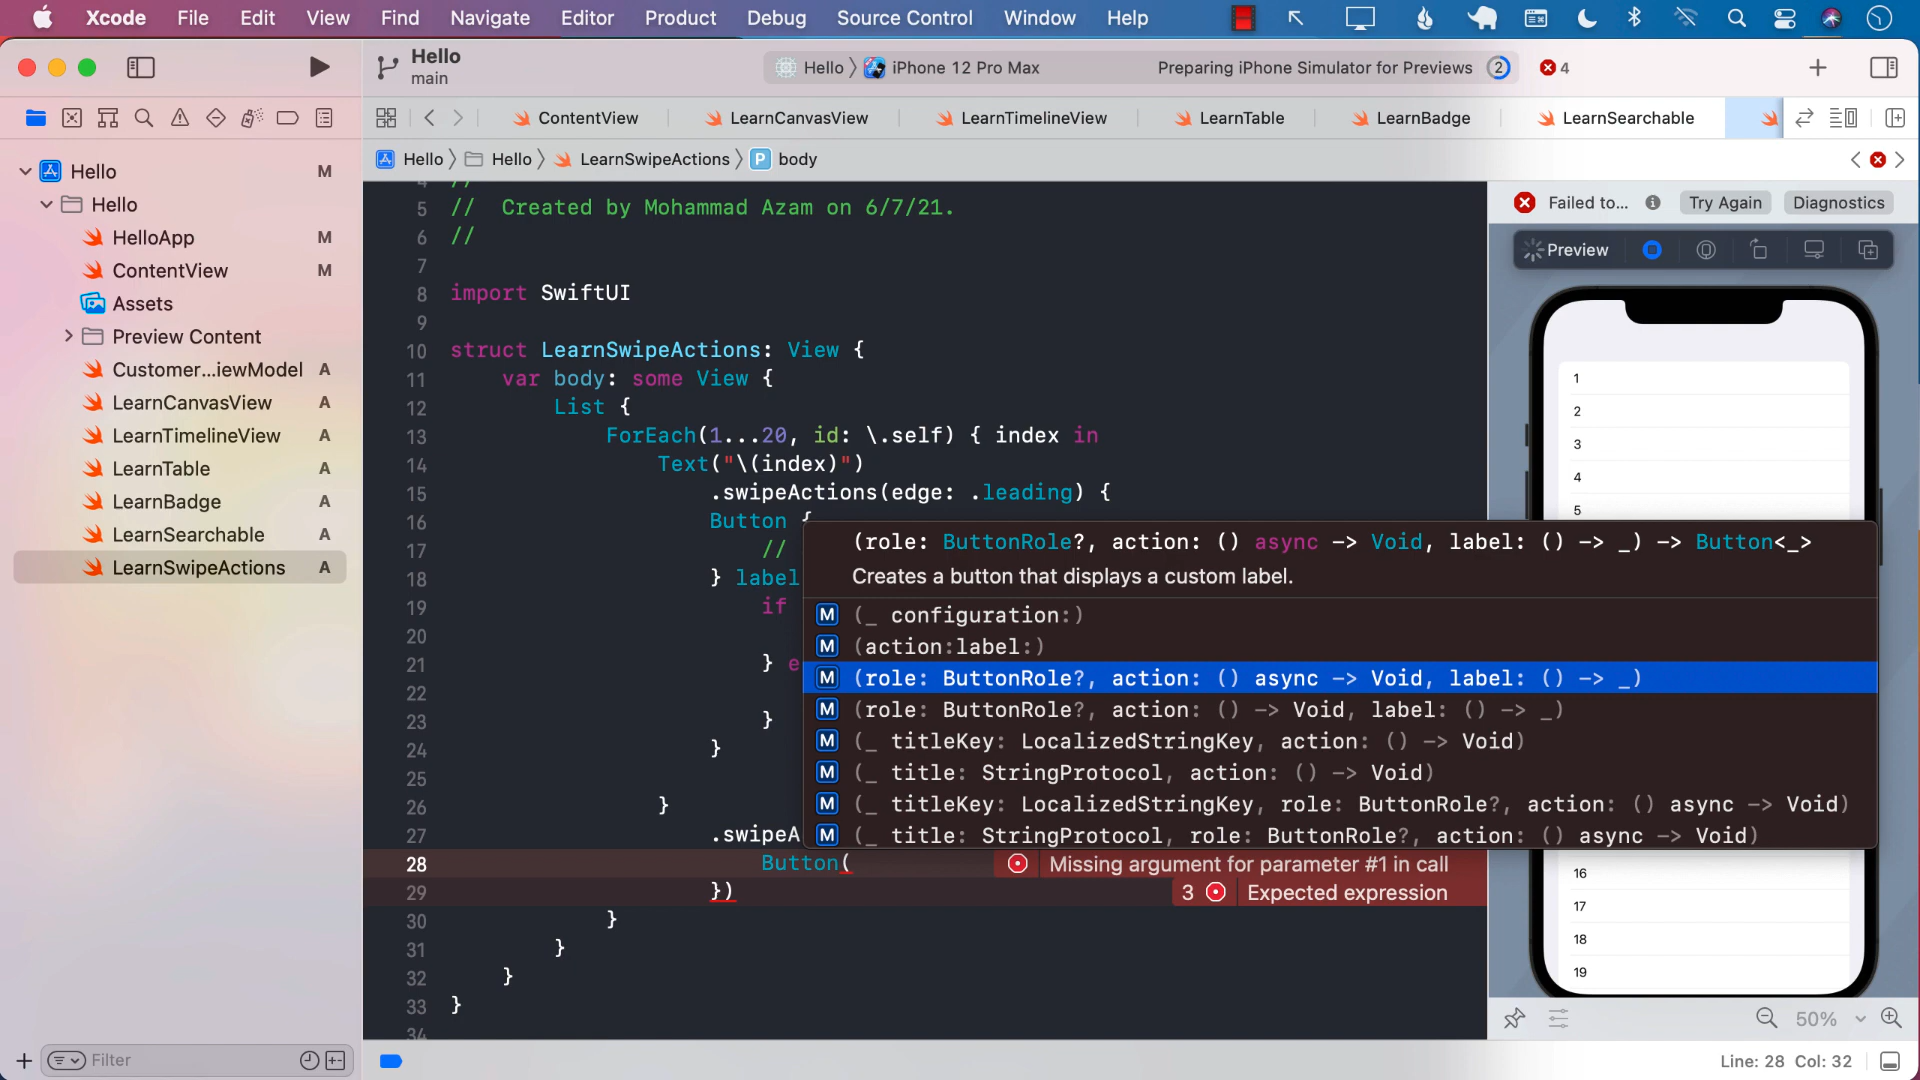 Xcode File Edit View Find Navigate Editor Product Debug Source Control Window Help
Hello
main
Hello iPhone 12 Pro Max Preparing iPhone Simulator for Previews 2 4
ContentView LearnCanvasView LearnTimelineView LearnTable LearnBadge LearnSearchable
Hello Hello LearnSwipeActions P body
Hello M
Hello
HelloApp M
ContentView M
Assets
Preview Content
Customer...iewModel A
LearnCanvasView A
LearnTimelineView A
LearnTable A
LearnBadge A
LearnSearchable A
LearnSwipeActions A
Filter
4 //
5 //  Created by Mohammad Azam on 6/7/21.
6 //
7
8 import SwiftUI
9
10 struct LearnSwipeActions: View {
11 var body: some View {
12 List {
13 ForEach(1...20, id: \.self) { index in
14 Text("\(index)")
15 .swipeActions(edge: .leading) {
16 Button {
17 //
18 } label
19 if
20
21 } e
22
23 }
24 }
25
26 }
27 .swipeA
28 Button( Missing argument for parameter #1 in call
29 }) 3 Expected expression
30 }
31 }
32 }
33 }
34
(role: ButtonRole?, action: () async -> Void, label: () -> _) -> Button<_>
Creates a button that displays a custom label.
M (_ configuration:)
M (action:label:)
M (role: ButtonRole?, action: () async -> Void, label: () -> _)
M (role: ButtonRole?, action: () -> Void, label: () -> _)
M (_ titleKey: LocalizedStringKey, action: () -> Void)
M (_ title: StringProtocol, action: () -> Void)
M (_ titleKey: LocalizedStringKey, role: ButtonRole?, action: () async -> Void)
M (_ title: StringProtocol, role: ButtonRole?, action: () async -> Void)
Failed to... Try Again Diagnostics
Preview
1
2
3
4
5
16
17
18
19
50%
Line: 28 Col: 32